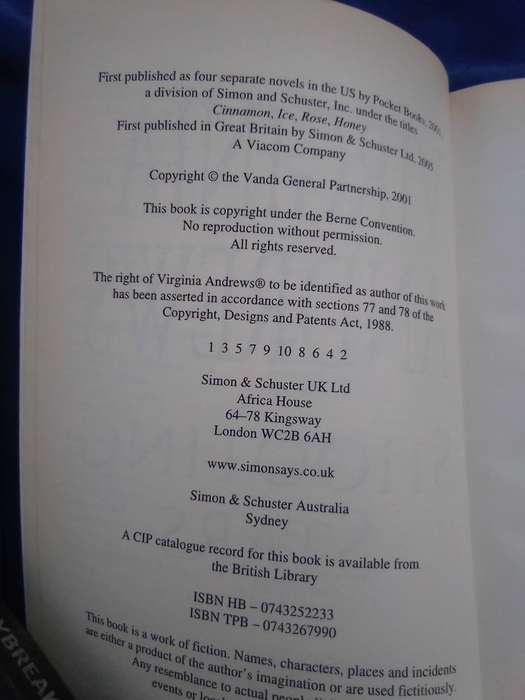 First published as four separate novels in the US by Pocket Books, 2001,
a division of Simon and Schuster, Inc. under the titles
Cinnamon, Ice, Rose, Honey
First published in Great Britain by Simon & Schuster Ltd, 2005
A Viacom Company
Copyright © the Vanda General Partnership, 2001
This book is copyright under the Berne Convention.
No reproduction without permission.
All rights reserved.
The right of Virginia Andrews® to be identified as author of this work
has been asserted in accordance with sections 77 and 78 of the
Copyright, Designs and Patents Act, 1988.
1 3 5 7 9 10 8 6 4 2
Simon & Schuster UK Ltd
Africa House
64–78 Kingsway
London WC2B 6AH
www.simonsays.co.uk
Simon & Schuster Australia
Sydney
A CIP catalogue record for this book is available from
the British Library
ISBN HB – 0743252233
ISBN TPB – 0743267990
This book is a work of fiction. Names, characters, places and incidents
are either a product of the author's imagination or are used fictitiously.
Any resemblance to actual people
events or
YBREAK